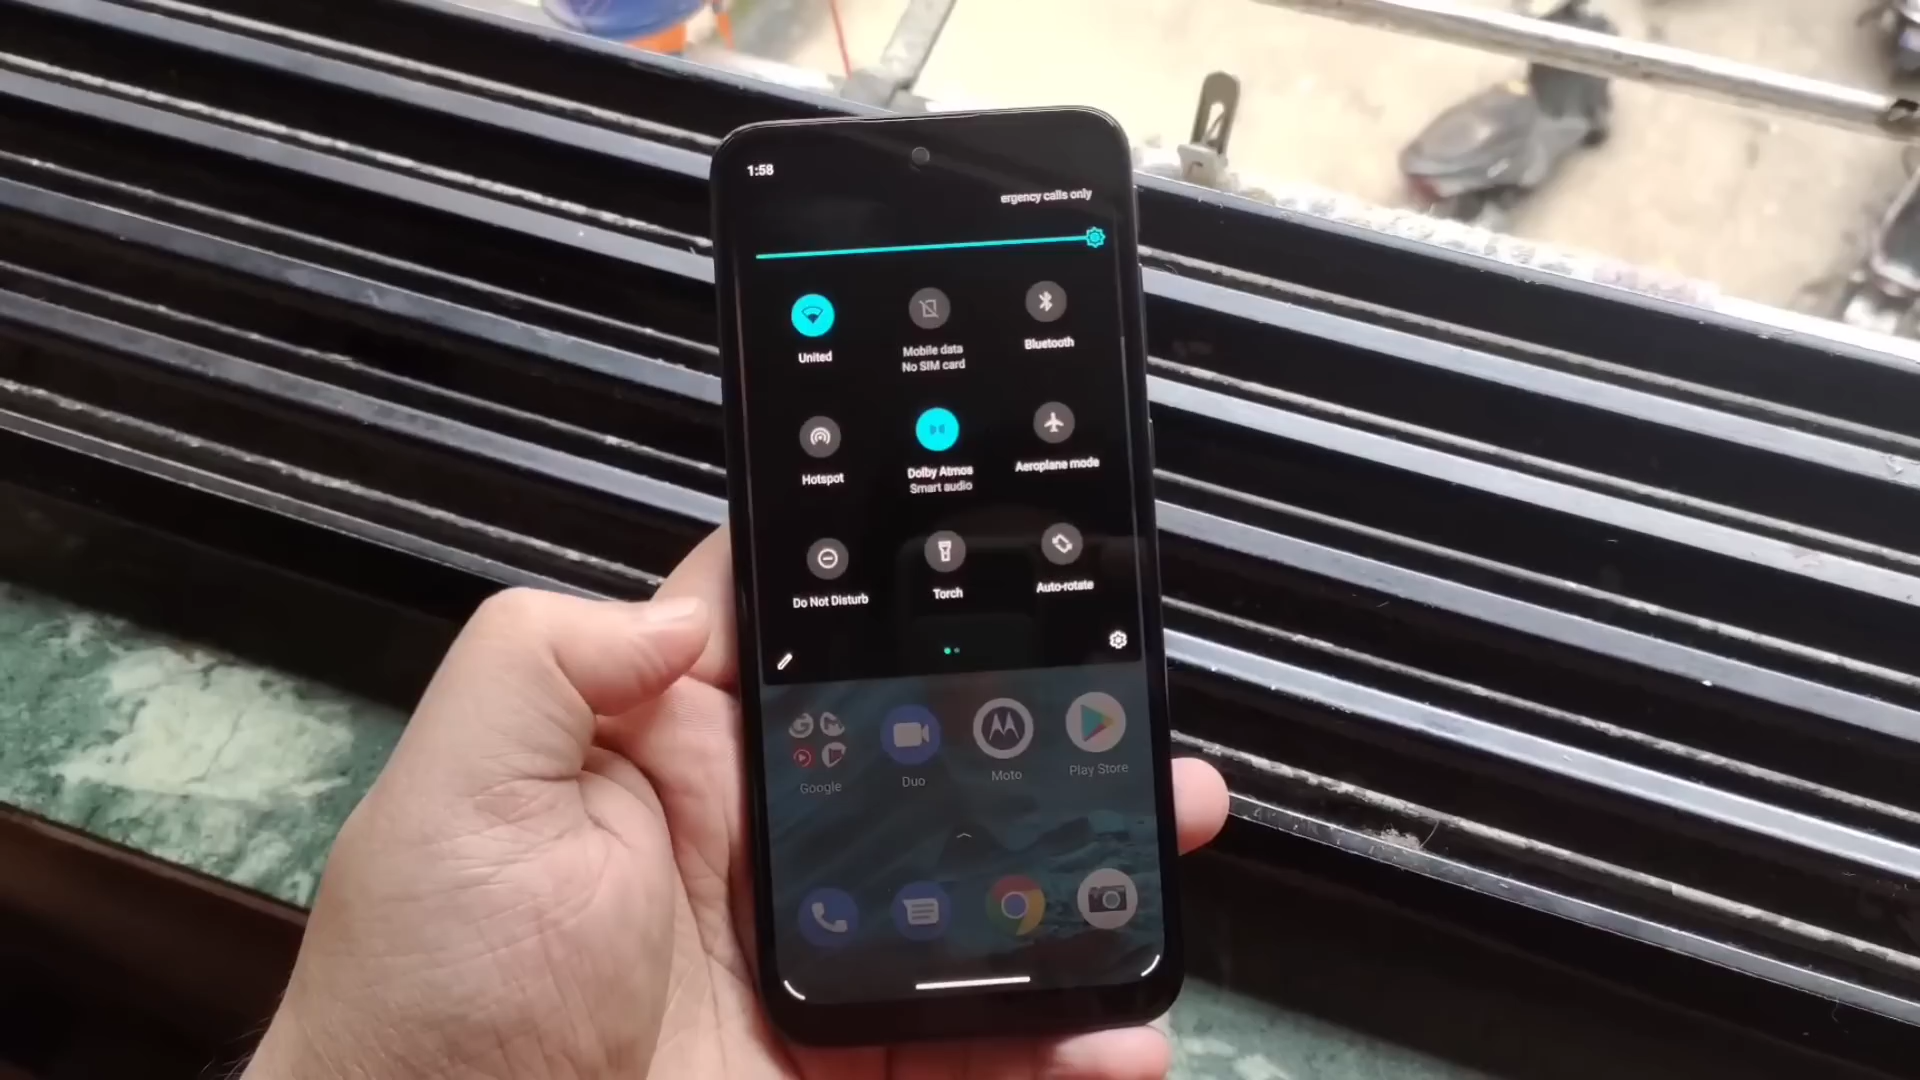 1:58
ergency calls only
United
Mobile data
No SIM card
Bluetooth
Hotspot
Dolby Atmos
Smart audio
Aeroplane mode
Do Not Disturb
Torch
Auto-rotate
Google
Duo
Moto
Play Store